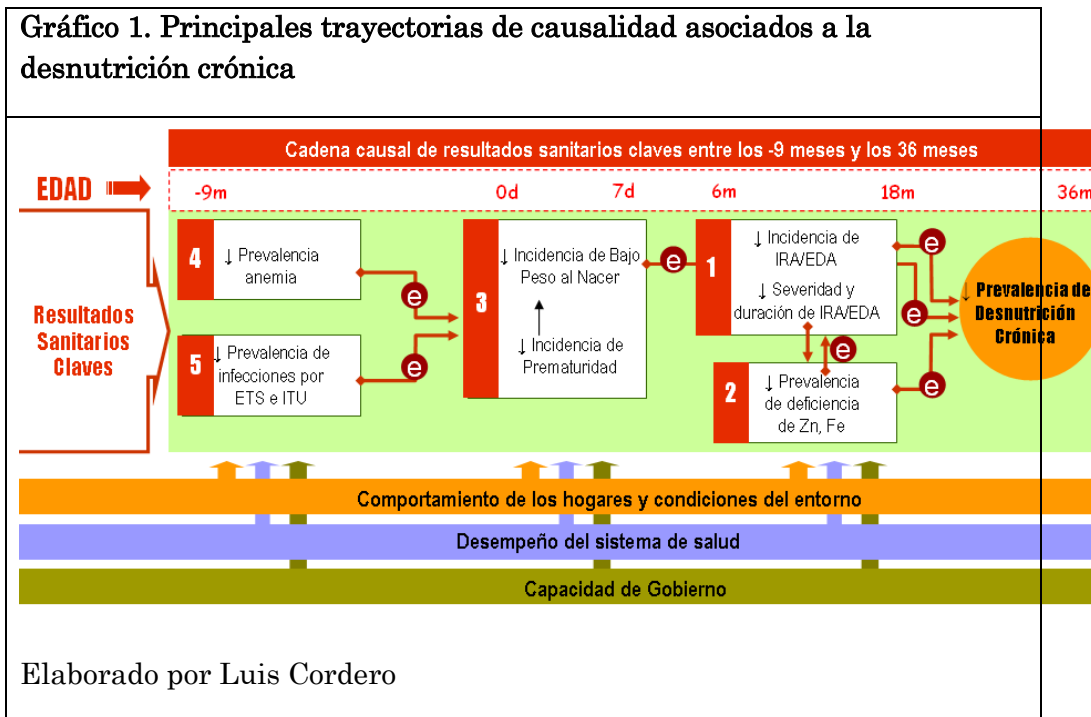 Gráfico 1. Principales trayectorias de causalidad asociados a la
desnutrición crónica
Cadena causal de resultados sanitarios claves entre los -9 meses y los 36 meses
EDAD
-9m
0d
7d
6m
18m
36m
Resultados
Sanitarios
Claves
4
↓ Prevalencia
anemia
e
5
↓ Prevalencia de
infecciones por
ETS e ITU
e
3
↓ Incidencia de Bajo
Peso al Nacer
↓ Incidencia de
Prematuridad
e
1
↓ Incidencia de
IRA/EDA
↓ Severidad y
duración de IRA/EDA
e
e
e
2
↓ Prevalencia
de deficiencia
de Zn, Fe
e
↓ Prevalencia de
Desnutrición
Crónica
Comportamiento de los hogares y condiciones del entorno
Desempeño del sistema de salud
Capacidad de Gobierno
Elaborado por Luis Cordero